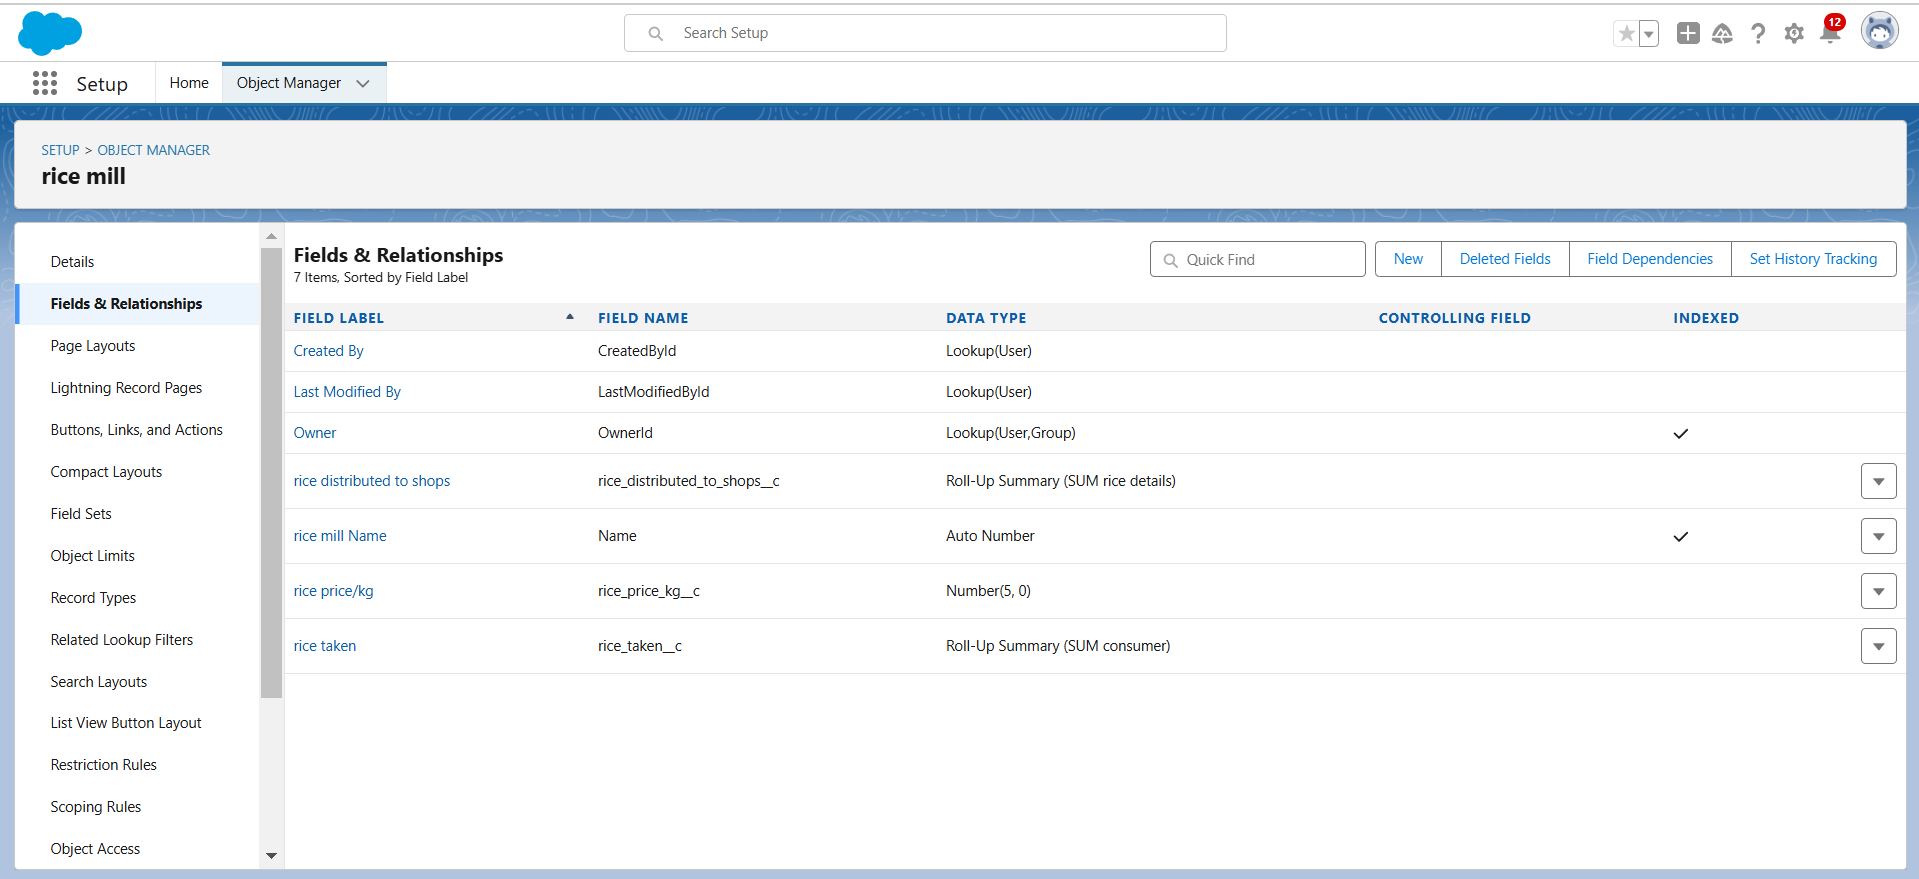 Search Setup
12
Setup
Home
Object Manager
SETUP > OBJECT MANAGER
rice mill
Details
Fields & Relationships
Page Layouts
Lightning Record Pages
Buttons, Links, and Actions
Compact Layouts
Field Sets
Object Limits
Record Types
Related Lookup Filters
Search Layouts
List View Button Layout
Restriction Rules
Scoping Rules
Object Access
Fields & Relationships
7 Items, Sorted by Field Label
Quick Find
New
Deleted Fields
Field Dependencies
Set History Tracking
FIELD LABEL FIELD NAME DATA TYPE CONTROLLING FIELD INDEXED
Created By CreatedById Lookup(User)
Last Modified By LastModifiedById Lookup(User)
Owner OwnerId Lookup(User,Group)
rice distributed to shops rice_distributed_to_shops__c Roll-Up Summary (SUM rice details)
rice mill Name Name Auto Number
rice price/kg rice_price_kg__c Number(5, 0)
rice taken rice_taken__c Roll-Up Summary (SUM consumer)